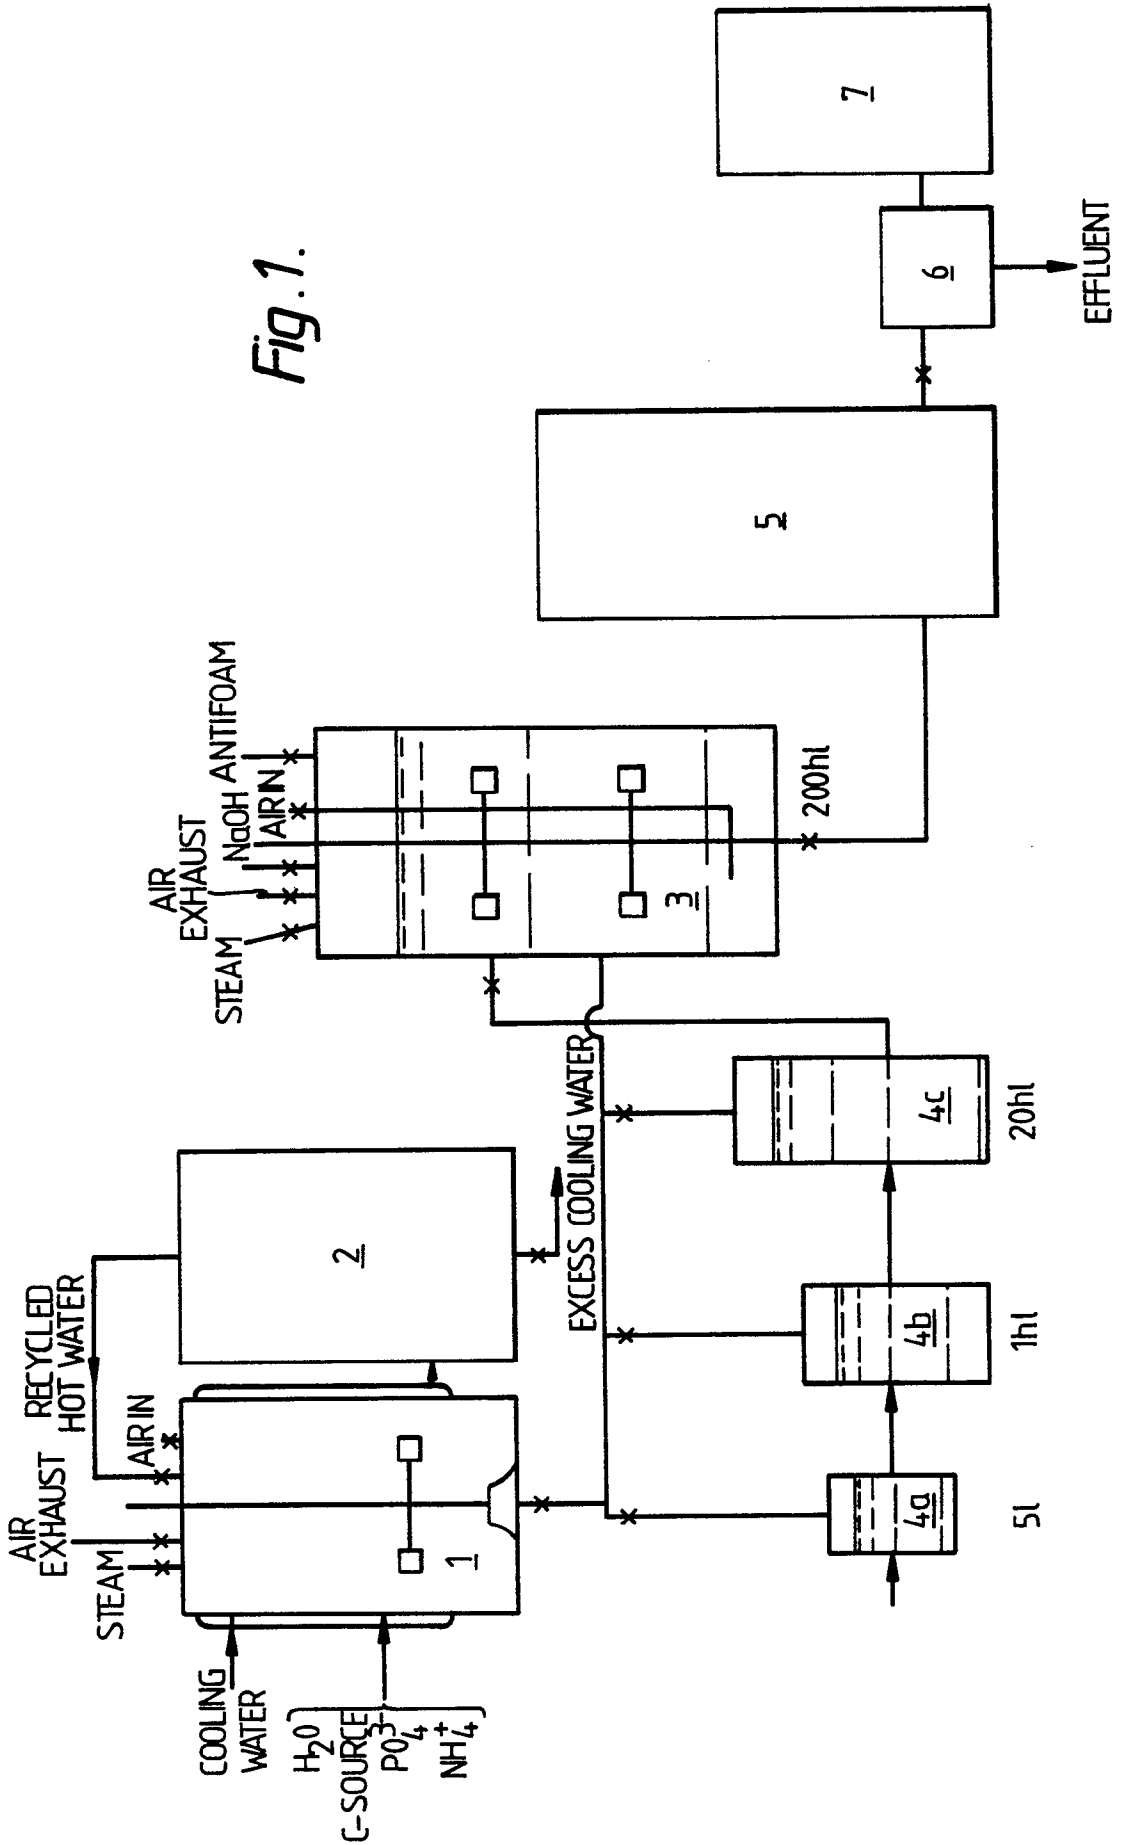 Fig. 1.
AIR
EXHAUST
STEAM
RECYCLED
HOT WATER
AIR IN
COOLING
WATER
H2O
C-SOURCE
PO4 3-
NH4+
1
2
EXCESS COOLING WATER
STEAM
AIR
EXHAUST
NaOH
AIR IN
ANTIFOAM
3
200hl
4a
5l
4b
1hl
4c
20hl
5
6
EFFLUENT
7